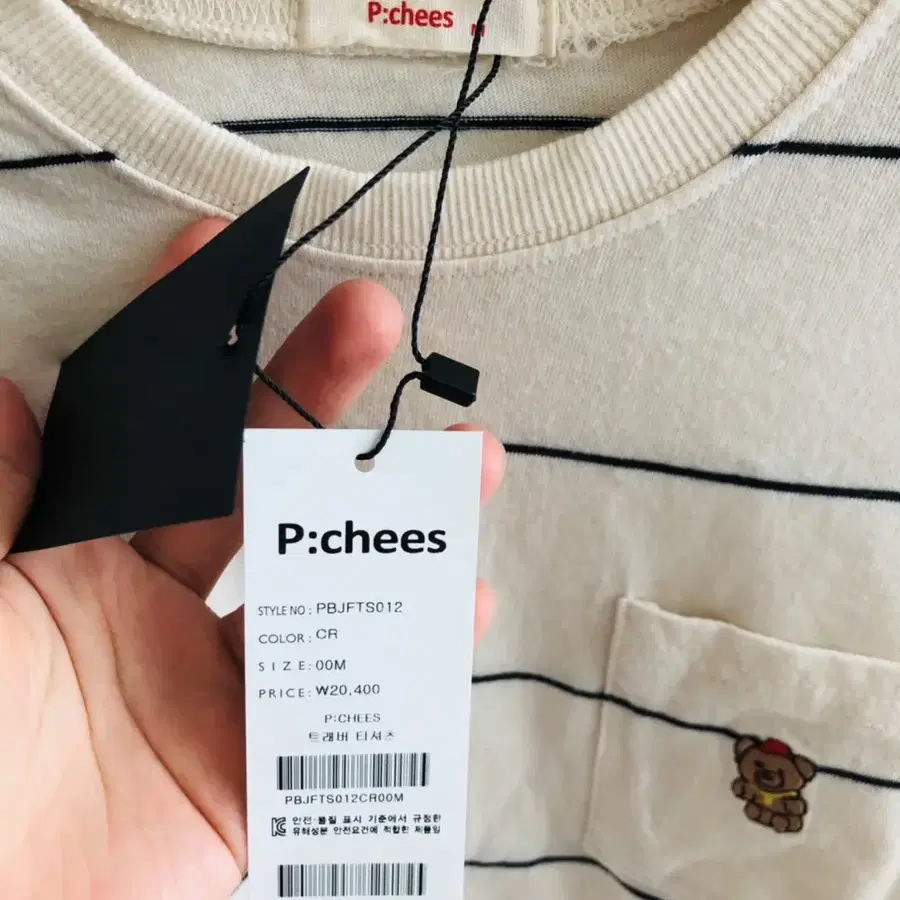 P:chees M
P:chees
STYLE NO : PBJFTS012
COLOR : CR
SIZE : 00M
PRICE : ₩20,400
P:CHEES
트래버 티셔츠
PBJFTS012CR00M
안전·품질 표시 기준에서 규정한
유해성분 안전요건에 적합한 제품임